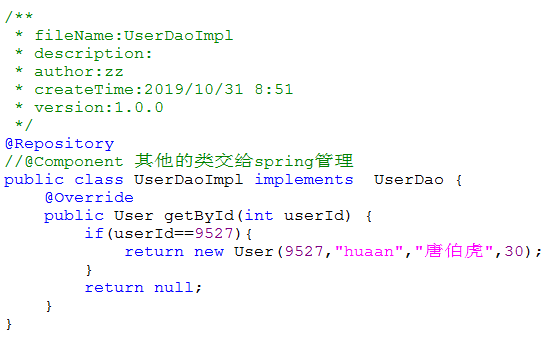 /**
 * fileName:UserDaoImpl
 * description:
 * author:zz
 * createTime:2019/10/31 8:51
 * version:1.0.0
 */
@Repository
//@Component 其他的类交给spring管理
public class UserDaoImpl implements  UserDao {
    @Override
    public User getById(int userId) {
        if(userId==9527){
            return new User(9527,"huaan","唐伯虎",30);
        }
        return null;
    }
}